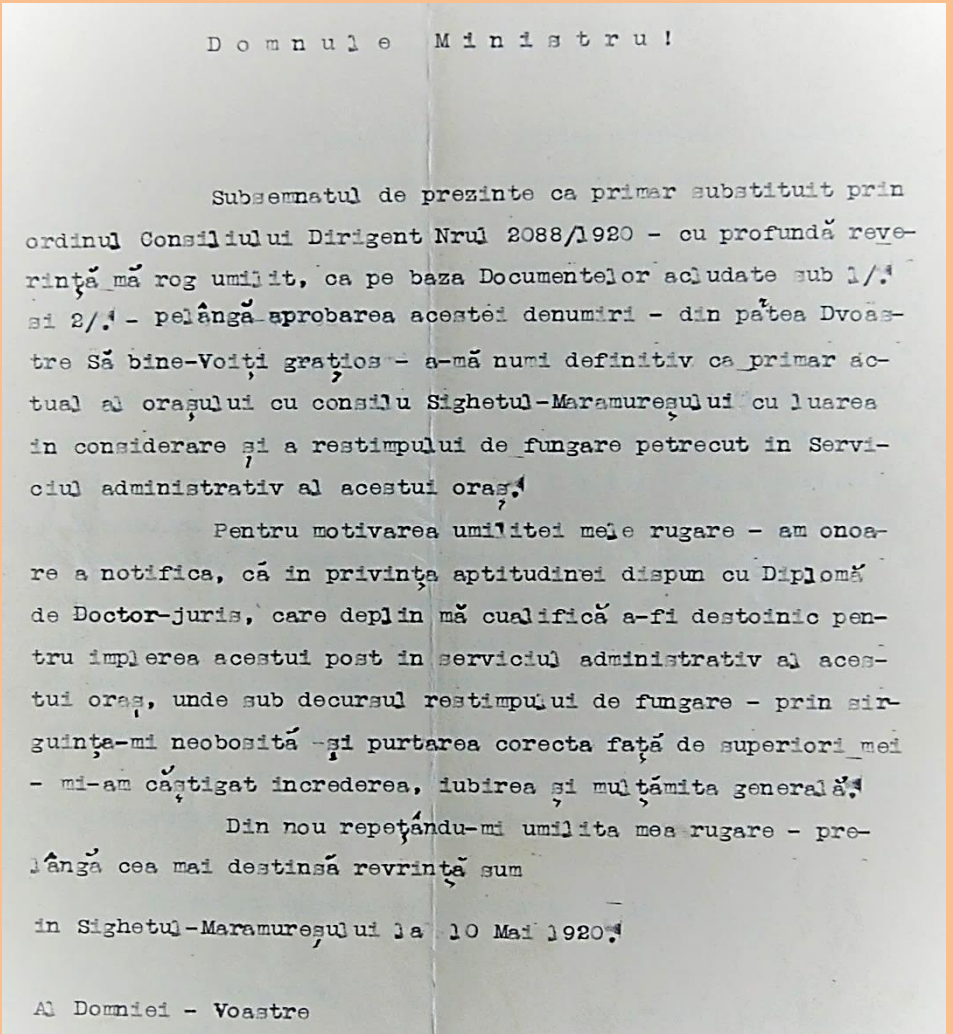 Domnule Ministru!
Subsemnatul de prezinte ca primar substituit prin
ordinul Consiliului Dirigent Nrul 2088/1920 - cu profundă reve-
rință mă rog umilit, ca pe baza Documentelor acludate sub 1/.
si 2/. - pelângă aprobarea acestei denumiri - din pătea Dvoas-
tre Să bine-Voiți grațios - a-mă numi definitiv ca primar ac-
tual al orașului cu consilu Sighetul-Maramureșului cu luarea
in considerare și a restimpului de fungare petrecut in Servi-
ciul administrativ al acestui oraș.
Pentru motivarea umilitei mele rugare - am onoa-
re a notifica, că in privința aptitudinei dispun cu Diplomă
de Doctor-juris, care deplin mă cualifică a-fi destoinic pen-
tru implerea acestui post in serviciul administrativ al aces-
tui oraș, unde sub decursul restimpului de fungare - prin sir-
guința-mi neobosită -și purtarea corecta față de superiori mei
- mi-am căștigat increderea, iubirea și mulțămita generală.
Din nou repețándu-mi umilita mea rugare - pre-
lângă cea mai destinsă revrință sum
in Sighetul-Maramureșului la 10 Mai 1920.
Al Domniei - Voastre